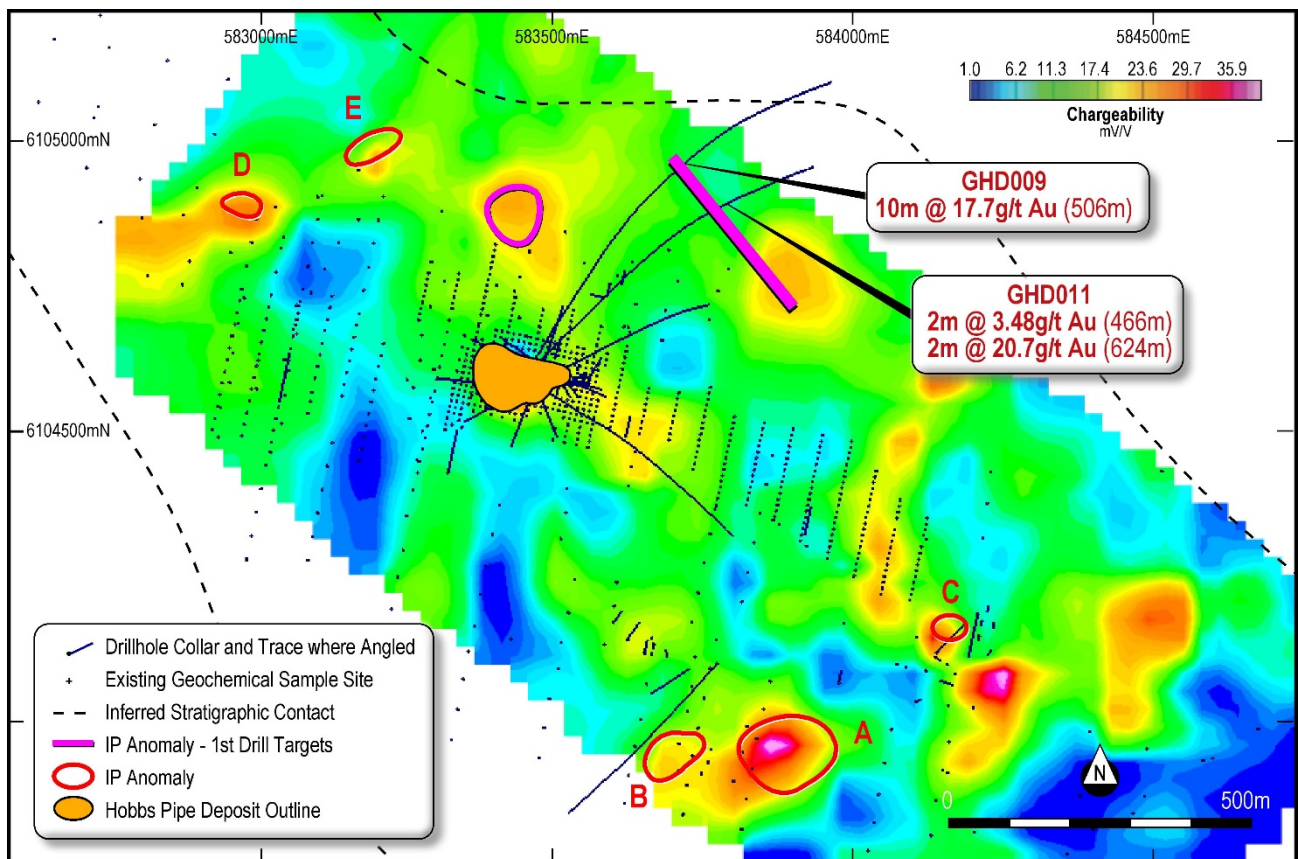 583000mE 583500mE 584000mE 584500mE
1.0 6.2 11.3 17.4 23.6 29.7 35.9
Chargeability
mV/V
6105000mN
E
D
GHD009
10m @ 17.7g/t Au (506m)
GHD011
2m @ 3.48g/t Au (466m)
2m @ 20.7g/t Au (624m)
6104500mN
C
A
B
Drillhole Collar and Trace where Angled
Existing Geochemical Sample Site
Inferred Stratigraphic Contact
IP Anomaly - 1st Drill Targets
IP Anomaly
Hobbs Pipe Deposit Outline
N
0 500m